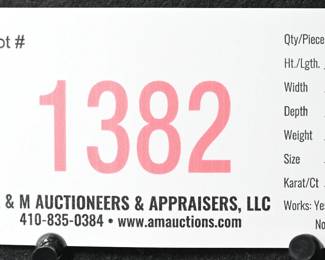 ot #
1382
& M AUCTIONEERS & APPRAISERS, LLC
410-835-0384 • www.amauctions.com
Qty/Piece
Ht./Lgth.
Width
Depth
Weight
Size
Karat/Ct
Works: Yes
No